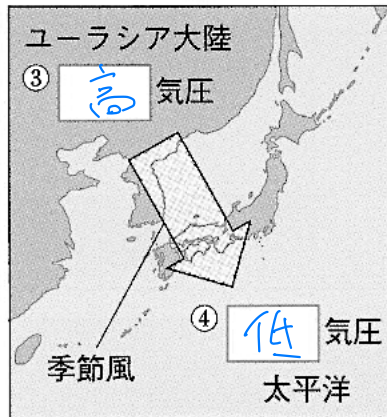 ユーラシア大陸
③ 高 気圧
季節風
④ 低 気圧
太平洋